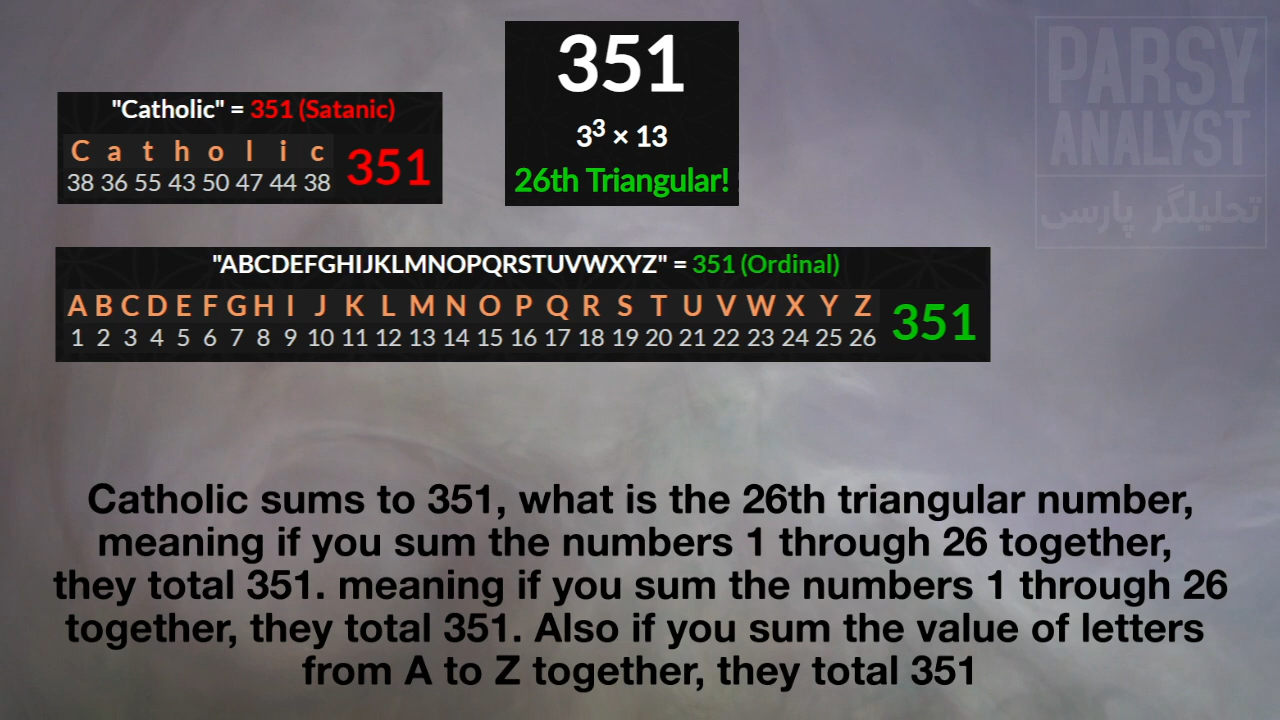 351
3³ × 13
26th Triangular!
"Catholic" = 351 (Satanic)
C a t h o l i c
38 36 55 43 50 47 44 38
351
PARSY
ANALYST
تحلیلگر پارسی
"ABCDEFGHIJKLMNOPQRSTUVWXYZ" = 351 (Ordinal)
A B C D E F G H I J K L M N O P Q R S T U V W X Y Z
1 2 3 4 5 6 7 8 9 10 11 12 13 14 15 16 17 18 19 20 21 22 23 24 25 26
351
Catholic sums to 351, what is the 26th triangular number,
meaning if you sum the numbers 1 through 26 together,
they total 351. meaning if you sum the numbers 1 through 26
together, they total 351. Also if you sum the value of letters
from A to Z together, they total 351